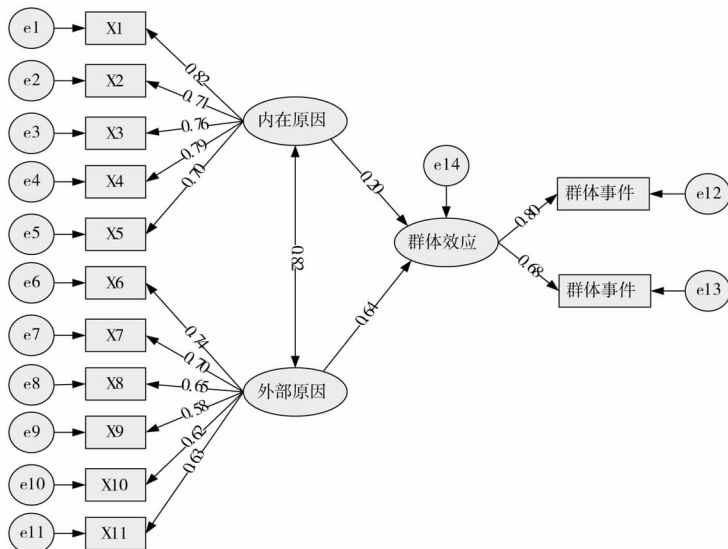 e1
X1
e2
X2
e3
X3
e4
X4
e5
X5
e6
X6
e7
X7
e8
X8
e9
X9
e10
X10
e11
X11
0.82
0.71
0.76
0.79
0.70
内在原因
0.82
0.74
0.70
0.65
0.58
0.62
0.63
外部原因
0.20
0.64
e14
群体效应
0.80
0.68
群体事件
e12
群体事件
e13